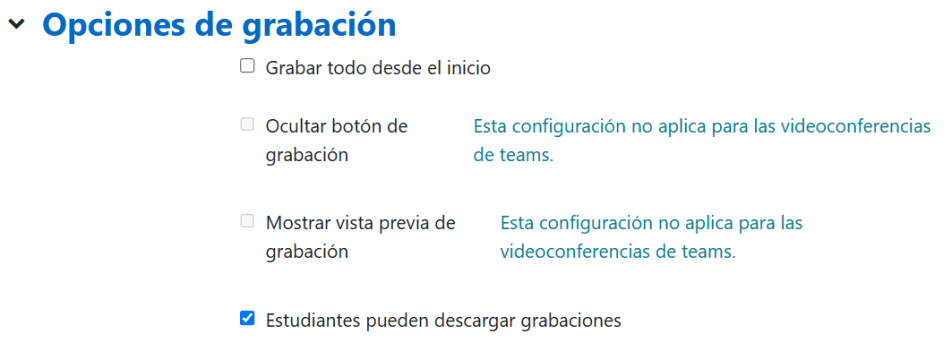 Opciones de grabación
Grabar todo desde el inicio
Ocultar botón de
grabación
Esta configuración no aplica para las videoconferencias
de teams.
Mostrar vista previa de
grabación
Esta configuración no aplica para las
videoconferencias de teams.
Estudiantes pueden descargar grabaciones